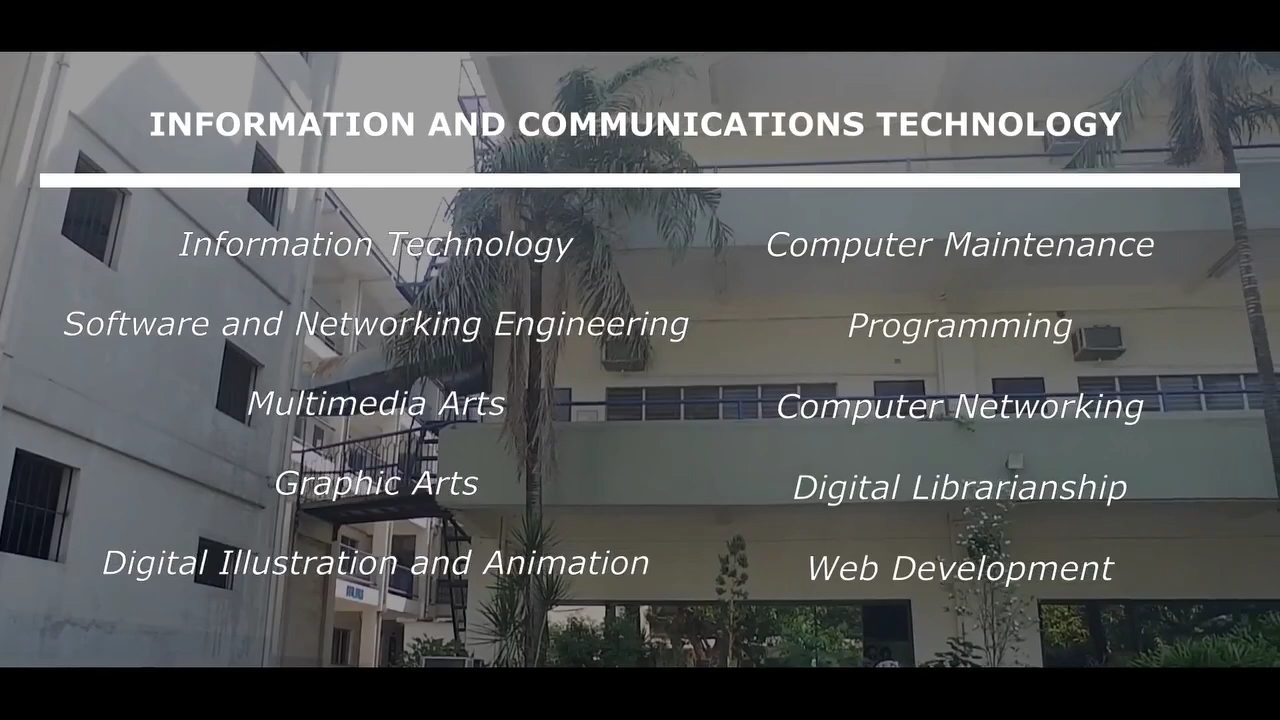 INFORMATION AND COMMUNICATIONS TECHNOLOGY
Information Technology
Software and Networking Engineering
Multimedia Arts
Graphic Arts
Digital Illustration and Animation
Computer Maintenance
Programming
Computer Networking
Digital Librarianship
Web Development